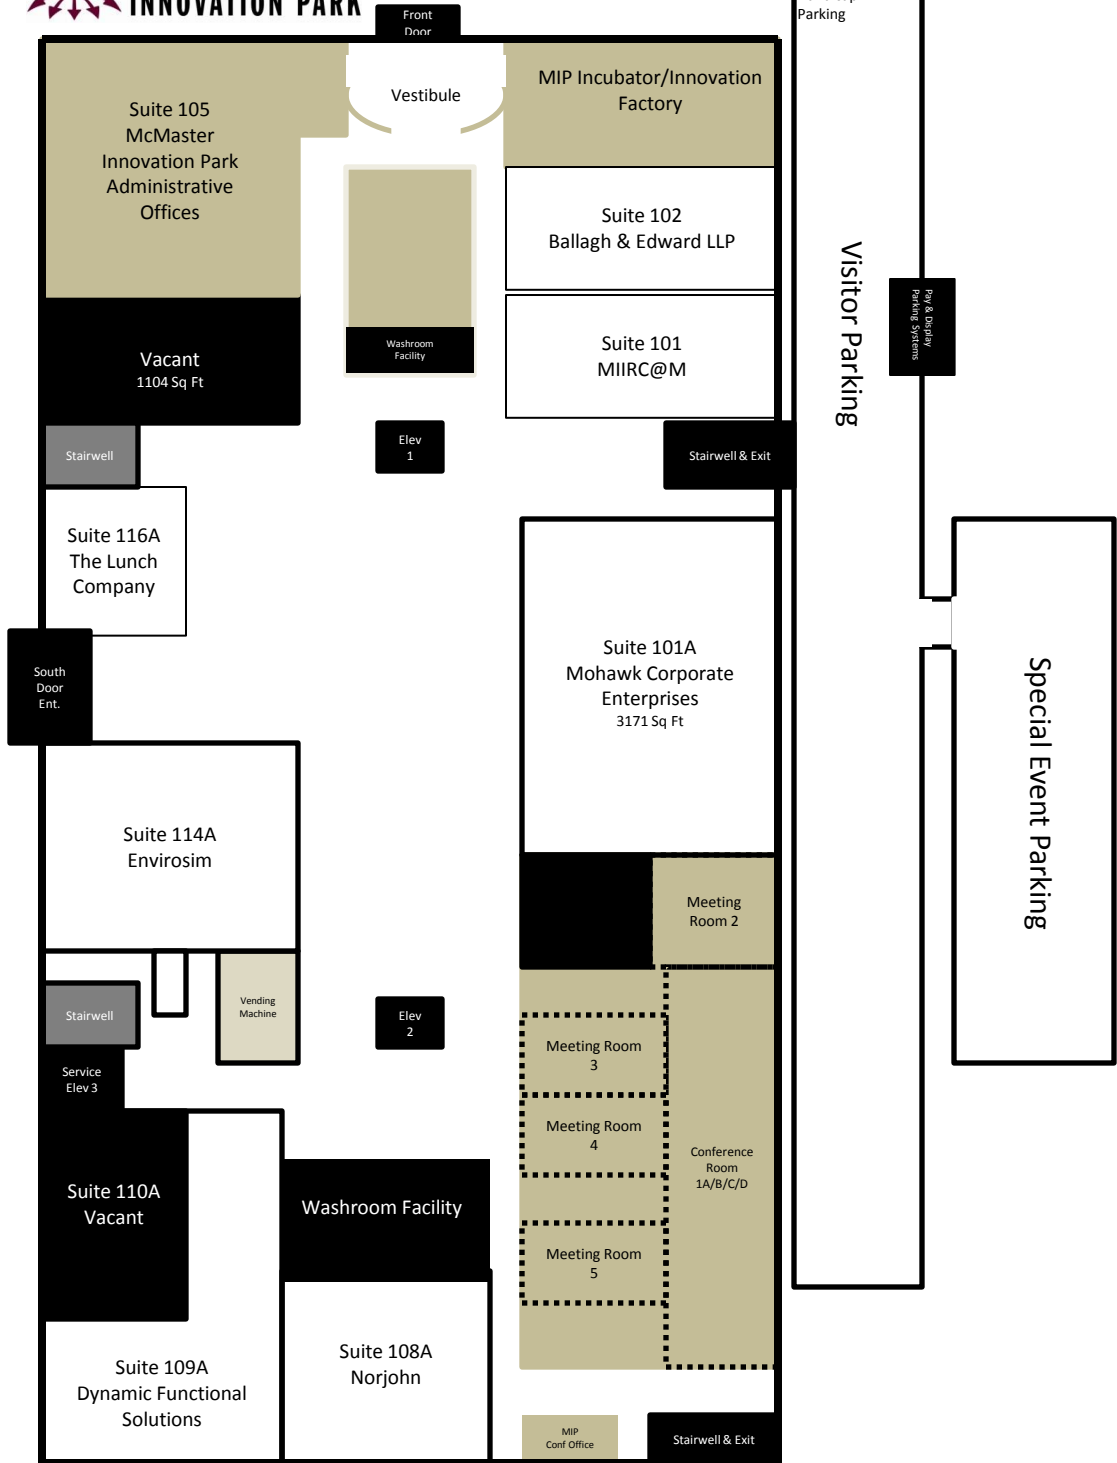 INNOVATION PARK
Front
Door
Parking
Vestibule
MIP Incubator/Innovation
Factory
Suite 105
McMaster
Innovation Park
Administrative
Offices
Suite 102
Ballagh & Edward LLP
Visitor Parking
Pay & Display
Parking Systems
Washroom
Facility
Suite 101
MIIRC@M
Vacant
1104 Sq Ft
Stairwell
Elev
1
Stairwell & Exit
Suite 116A
The Lunch
Company
South
Door
Ent.
Suite 101A
Mohawk Corporate
Enterprises
3171 Sq Ft
Special Event Parking
Suite 114A
Envirosim
Meeting
Room 2
Vending
Machine
Stairwell
Elev
2
Meeting Room
3
Service
Elev 3
Meeting Room
4
Conference
Room
1A/B/C/D
Suite 110A
Vacant
Washroom Facility
Meeting Room
5
Suite 109A
Dynamic Functional
Solutions
Suite 108A
Norjohn
MIP
Conf Office
Stairwell & Exit